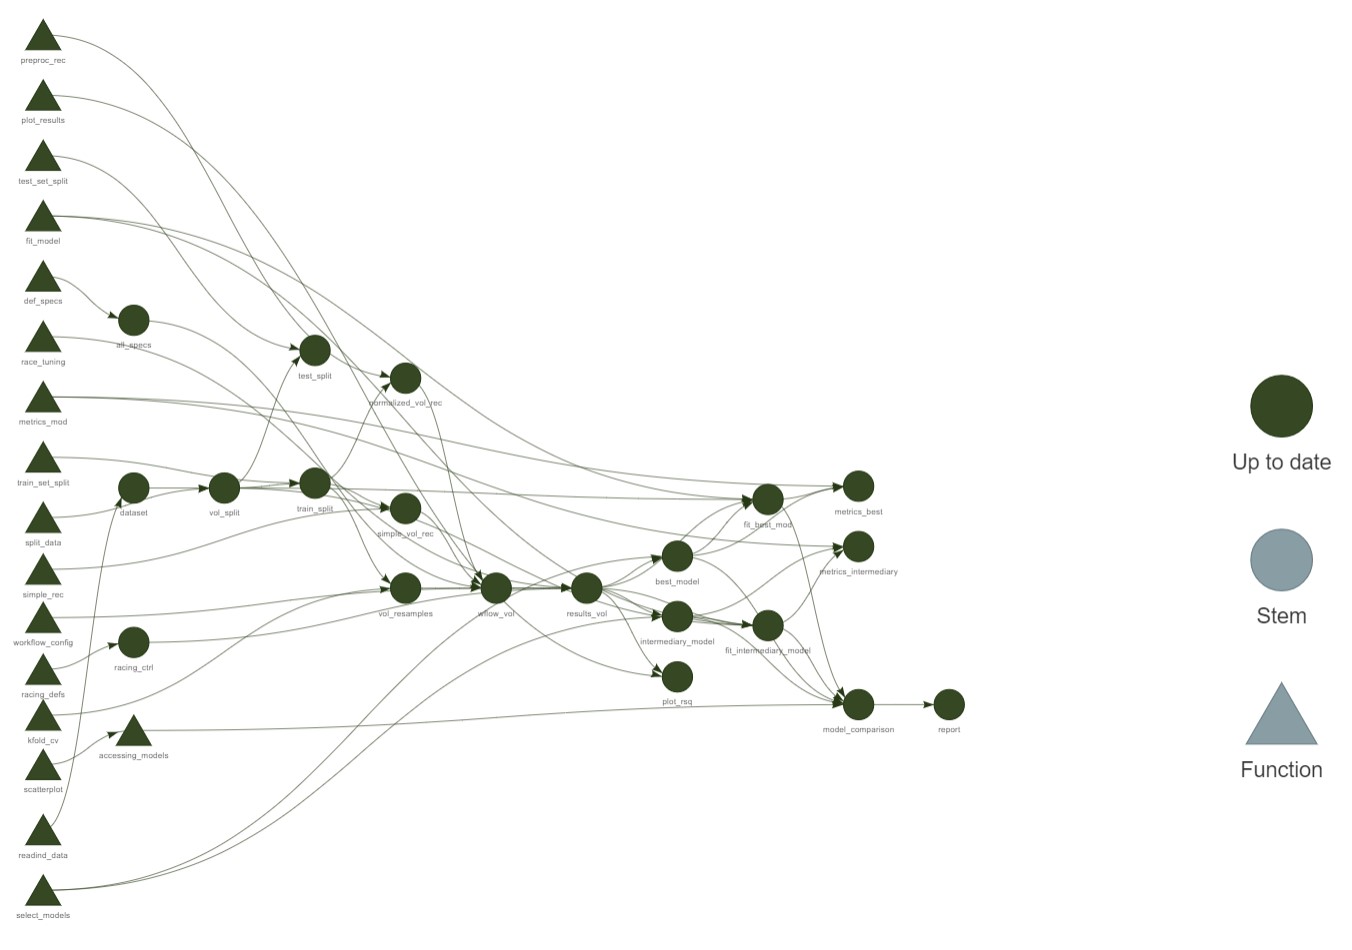 preproc_rec
plot_results
test_set_split
fit_model
def_specs
all_specs
race_tuning
test_split
normalized_vol_rec
metrics_mod
train_set_split
dataset
vol_split
train_split
simple_vol_rec
fit_best_mod
metrics_best
split_data
simple_rec
best_model
metrics_intermediary
workflow_config
vol_resamples
wflow_vol
results_vol
intermediary_model
fit_intermediary_model
racing_defs
racing_ctrl
plot_rsq
kfold_cv
accessing_models
model_comparison
report
scatterplot
readind_data
select_models
Up to date
Stem
Function